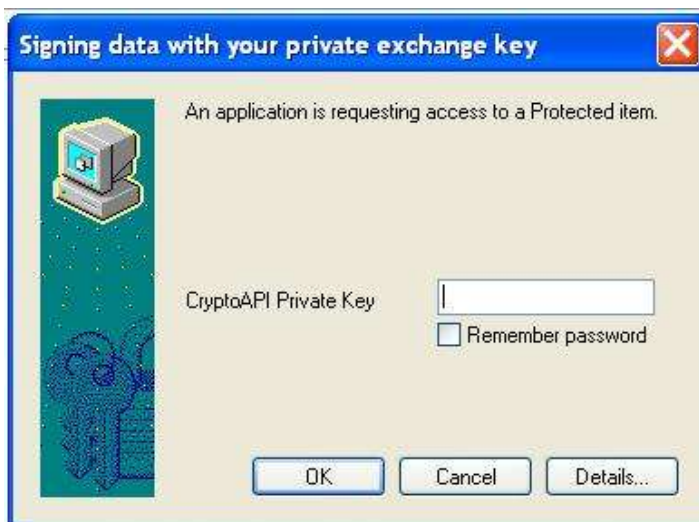 Signing data with your private exchange key
An application is requesting access to a Protected item.
CryptoAPI Private Key
Remember password
OK Cancel Details...